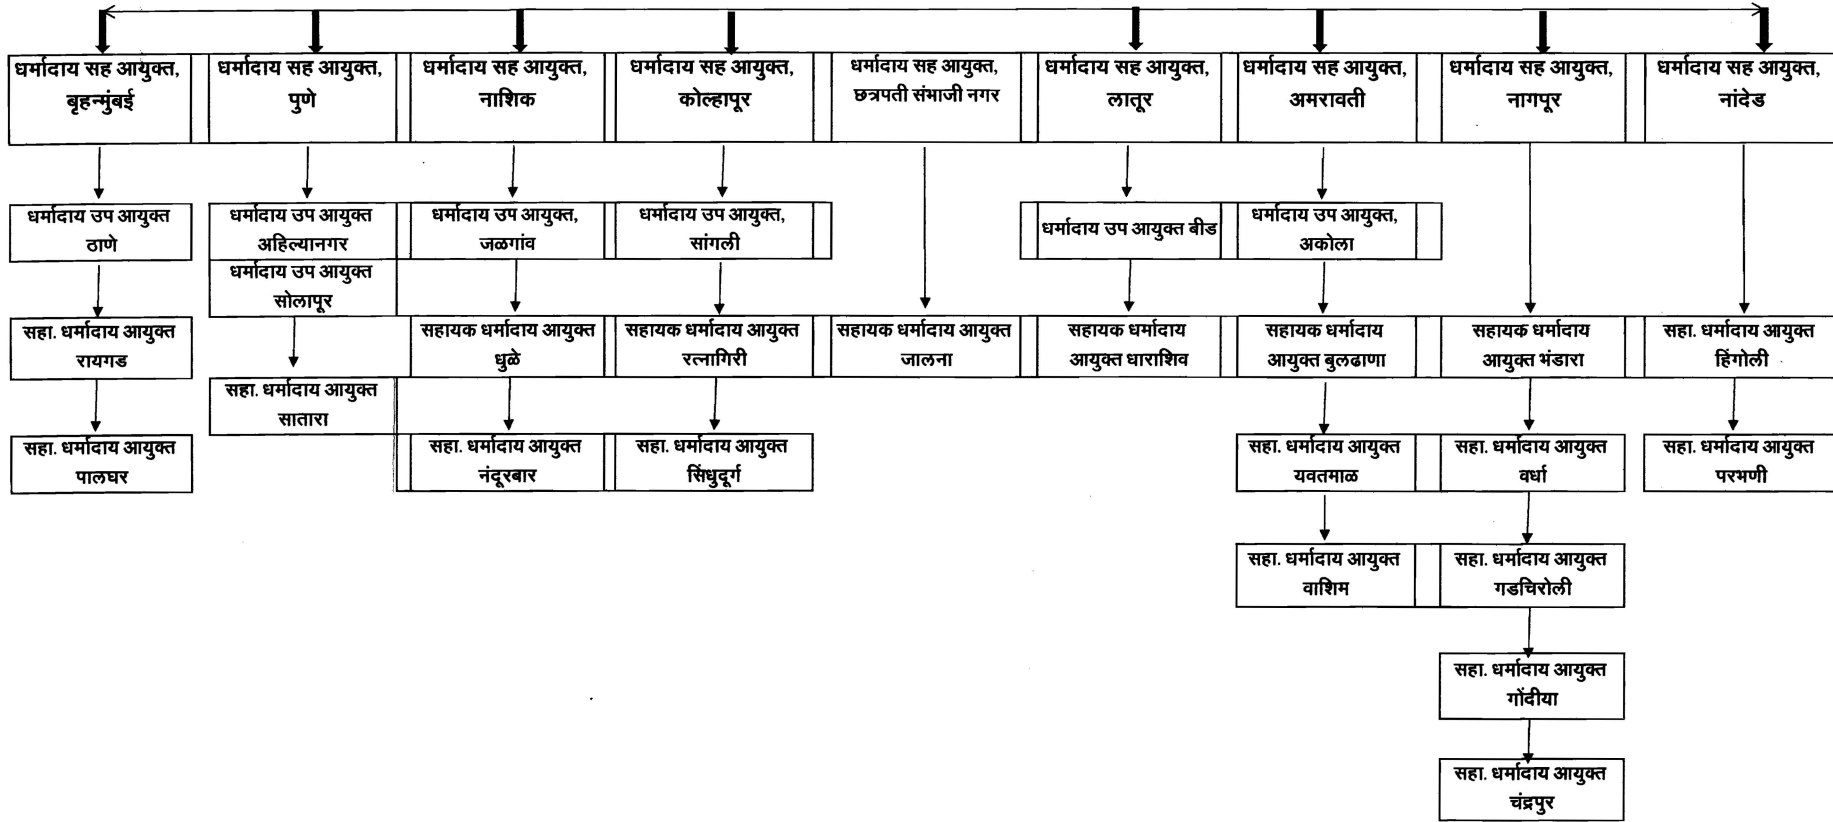 धर्मादाय सह आयुक्त,
बृहन्मुंबई
धर्मादाय सह आयुक्त,
पुणे
धर्मादाय सह आयुक्त,
नाशिक
धर्मादाय सह आयुक्त,
कोल्हापूर
धर्मादाय सह आयुक्त,
छत्रपती संभाजी नगर
धर्मादाय सह आयुक्त,
लातूर
धर्मादाय सह आयुक्त,
अमरावती
धर्मादाय सह आयुक्त,
नागपूर
धर्मादाय सह आयुक्त,
नांदेड
धर्मादाय उप आयुक्त
ठाणे
धर्मादाय उप आयुक्त
अहिल्यानगर
धर्मादाय उप आयुक्त,
जळगांव
धर्मादाय उप आयुक्त,
सांगली
धर्मादाय उप आयुक्त बीड
धर्मादाय उप आयुक्त,
अकोला
धर्मादाय उप आयुक्त
सोलापूर
सहा. धर्मादाय आयुक्त
रायगड
सहायक धर्मादाय आयुक्त
धुळे
सहायक धर्मादाय आयुक्त
रत्नागिरी
सहायक धर्मादाय आयुक्त
जालना
सहायक धर्मादाय
आयुक्त धाराशिव
सहायक धर्मादाय
आयुक्त बुलढाणा
सहायक धर्मादाय
आयुक्त भंडारा
सहा. धर्मादाय आयुक्त
हिंगोली
सहा. धर्मादाय आयुक्त
सातारा
सहा. धर्मादाय आयुक्त
पालघर
सहा. धर्मादाय आयुक्त
नंदूरबार
सहा. धर्मादाय आयुक्त
सिंधुदूर्ग
सहा. धर्मादाय आयुक्त
यवतमाळ
सहा. धर्मादाय आयुक्त
वर्धा
सहा. धर्मादाय आयुक्त
परभणी
सहा. धर्मादाय आयुक्त
वाशिम
सहा. धर्मादाय आयुक्त
गडचिरोली
सहा. धर्मादाय आयुक्त
गोंदीया
सहा. धर्मादाय आयुक्त
चंद्रपुर